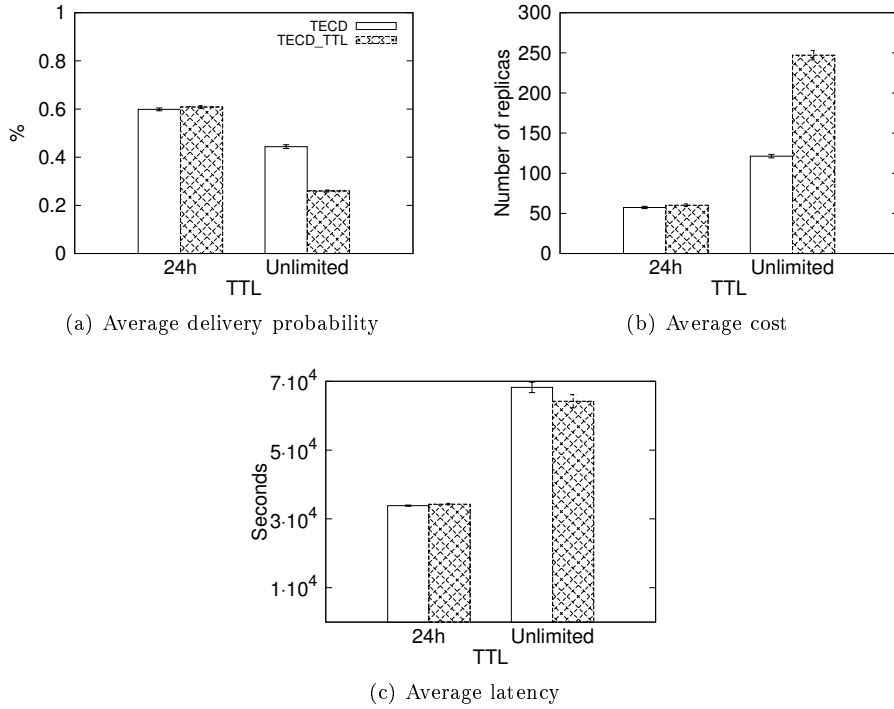 1
0.8
0.6
0.4
0.2
0
%
24h Unlimited
TTL
TECD
TECD_TTL
(a) Average delivery probability
300
250
200
150
100
50
0
Number of replicas
24h Unlimited
TTL
(b) Average cost
7·10^4
5·10^4
3·10^4
1·10^4
Seconds
24h Unlimited
TTL
(c) Average latency